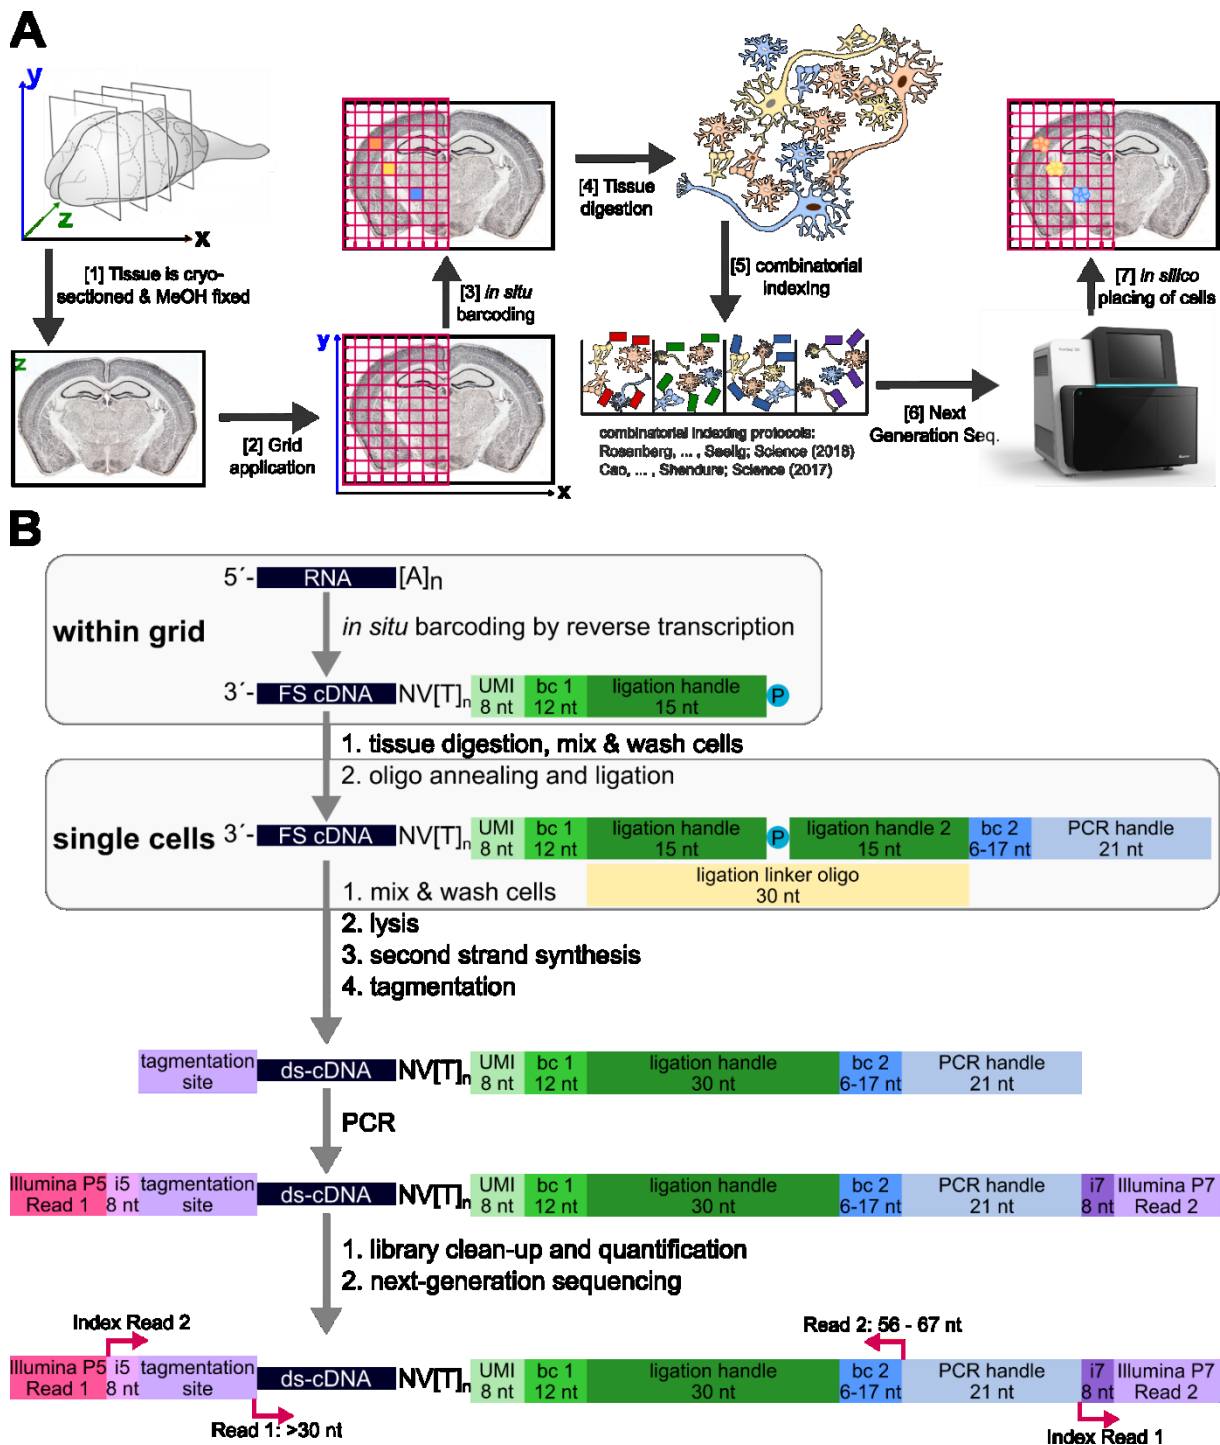 A
y
z
x
[1] Tissue is cryo-
sectioned & MeOH fixed
z
[2] Grid
application
y
x
[3] in situ
barcoding
[4] Tissue
digestion
[5] combinatorial
indexing
combinatorial indexing protocols:
Rosenberg, ... , Seelig; Science (2018)
Cao, ... , Shendure; Science (2017)
[6] Next
Generation Seq.
[7] in silico
placing of cells
B
within grid
5´- RNA [A]n
in situ barcoding by reverse transcription
3´- FS cDNA NV[T]n UMI 8 nt bc 1 12 nt ligation handle 15 nt P
1. tissue digestion, mix & wash cells
2. oligo annealing and ligation
single cells
3´- FS cDNA NV[T]n UMI 8 nt bc 1 12 nt ligation handle 15 nt P ligation handle 2 15 nt bc 2 6-17 nt PCR handle 21 nt
ligation linker oligo
30 nt
1. mix & wash cells
2. lysis
3. second strand synthesis
4. tagmentation
tagmentation site ds-cDNA NV[T]n UMI 8 nt bc 1 12 nt ligation handle 30 nt bc 2 6-17 nt PCR handle 21 nt
PCR
Illumina P5 Read 1 i5 8 nt tagmentation site ds-cDNA NV[T]n UMI 8 nt bc 1 12 nt ligation handle 30 nt bc 2 6-17 nt PCR handle 21 nt i7 8 nt Illumina P7 Read 2
1. library clean-up and quantification
2. next-generation sequencing
Index Read 2
Read 2: 56 - 67 nt
Illumina P5 Read 1 i5 8 nt tagmentation site ds-cDNA NV[T]n UMI 8 nt bc 1 12 nt ligation handle 30 nt bc 2 6-17 nt PCR handle 21 nt i7 8 nt Illumina P7 Read 2
Read 1: >30 nt
Index Read 1